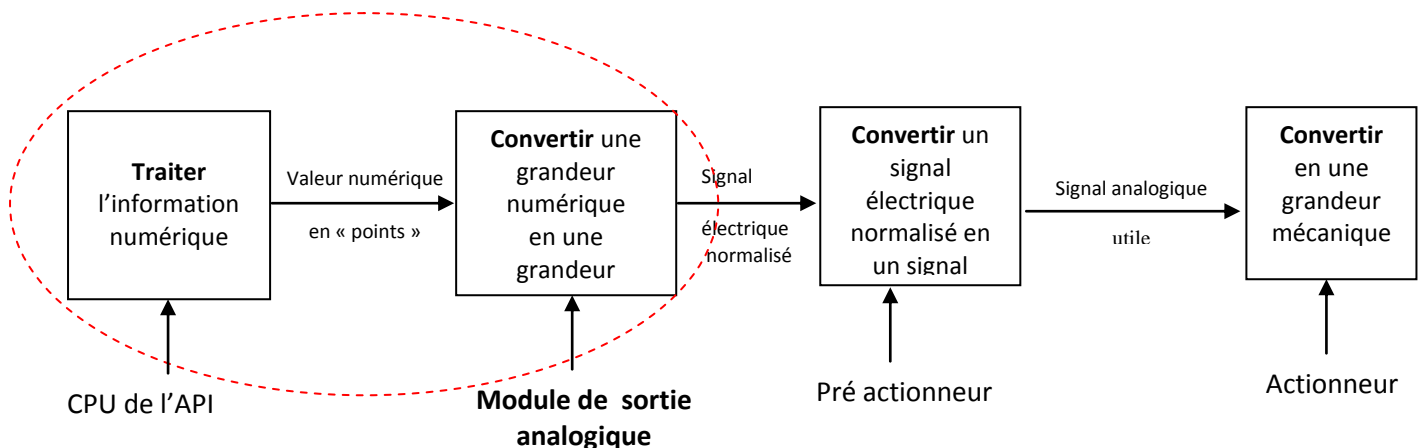 Traiter
l'information
numérique
Valeur numérique
en « points »
Convertir une
grandeur
numérique
en une
grandeur
Signal
électrique
normalisé
Convertir un
signal
électrique
normalisé en
un signal
Signal analogique
utile
Convertir
en une
grandeur
mécanique
CPU de l'API
Module de sortie
analogique
Pré actionneur
Actionneur